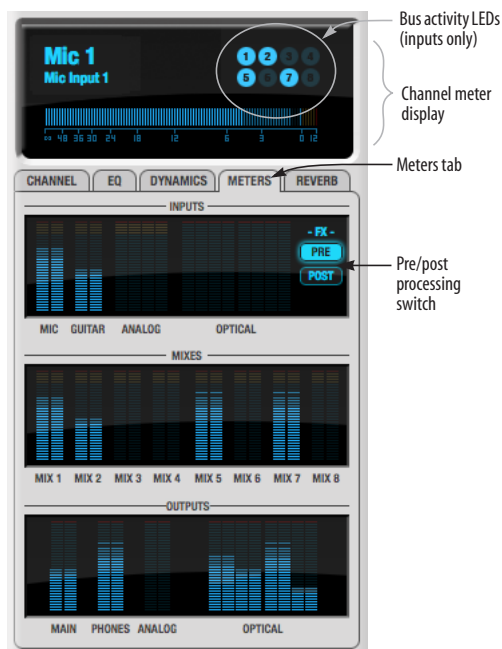 Bus activity LEDs
(inputs only)
Mic 1
Mic Input 1
1 2 3 4
5 6 7 8
Channel meter
display
48 36 30 24 18 12 6 3 0 12
Meters tab
CHANNEL EQ DYNAMICS METERS REVERB
INPUTS
- FX -
PRE
POST
Pre/post
processing
switch
MIC GUITAR ANALOG OPTICAL
MIXES
MIX 1 MIX 2 MIX 3 MIX 4 MIX 5 MIX 6 MIX 7 MIX 8
OUTPUTS
MAIN PHONES ANALOG OPTICAL